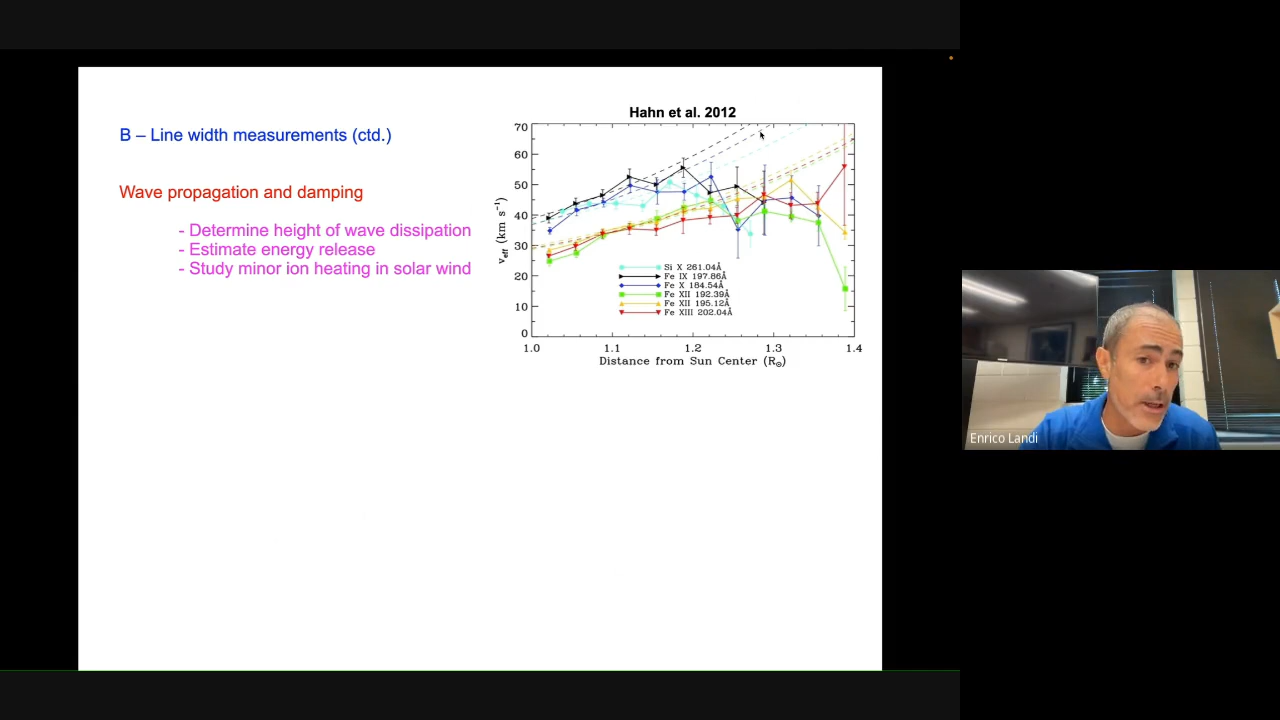 Hahn et al. 2012
B – Line width measurements (ctd.)
Wave propagation and damping
- Determine height of wave dissipation
- Estimate energy release
- Study minor ion heating in solar wind
70
60
50
40
30
20
10
0
v_eff (km s⁻¹)
Si X 261.04Å
Fe IX 197.86Å
Fe X 184.54Å
Fe XII 192.39Å
Fe XII 195.12Å
Fe XIII 202.04Å
1.0 1.1 1.2 1.3 1.4
Distance from Sun Center (R☉)
Enrico Landi